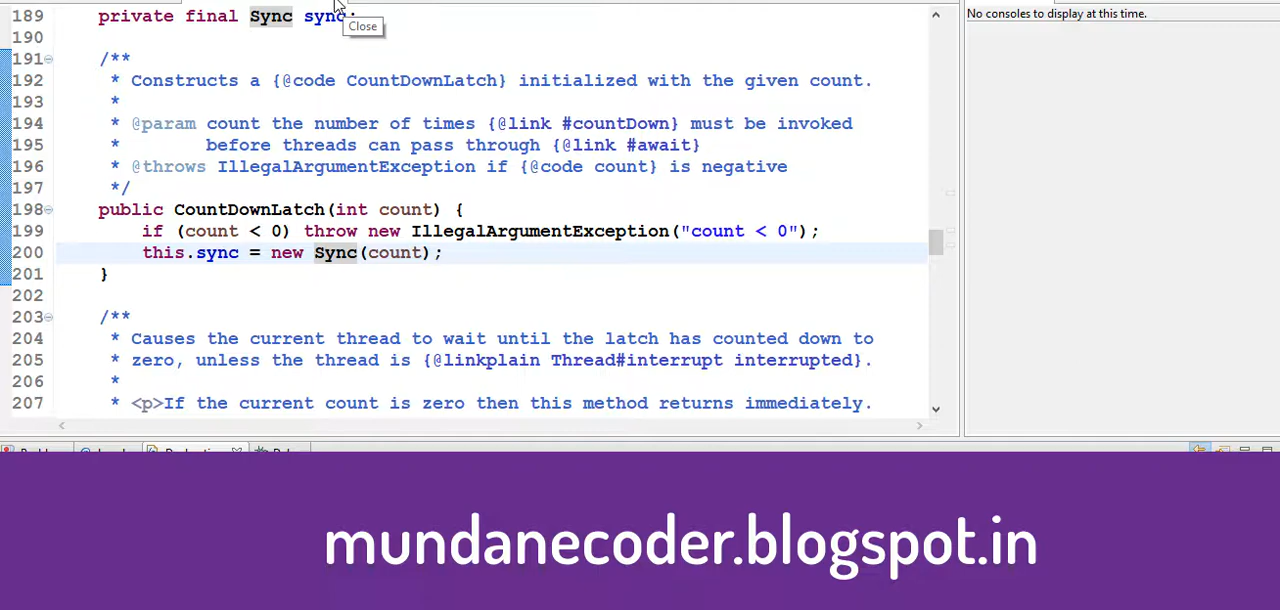 189 private final Sync sync;
Close
No consoles to display at this time.
190
191 /**
192 * Constructs a {@code CountDownLatch} initialized with the given count.
193 *
194 * @param count the number of times {@link #countDown} must be invoked
195 * before threads can pass through {@link #await}
196 * @throws IllegalArgumentException if {@code count} is negative
197 */
198 public CountDownLatch(int count) {
199 if (count < 0) throw new IllegalArgumentException("count < 0");
200 this.sync = new Sync(count);
201 }
202
203 /**
204 * Causes the current thread to wait until the latch has counted down to
205 * zero, unless the thread is {@linkplain Thread#interrupt interrupted}.
206 *
207 * <p>If the current count is zero then this method returns immediately.
mundanecoder.blogspot.in